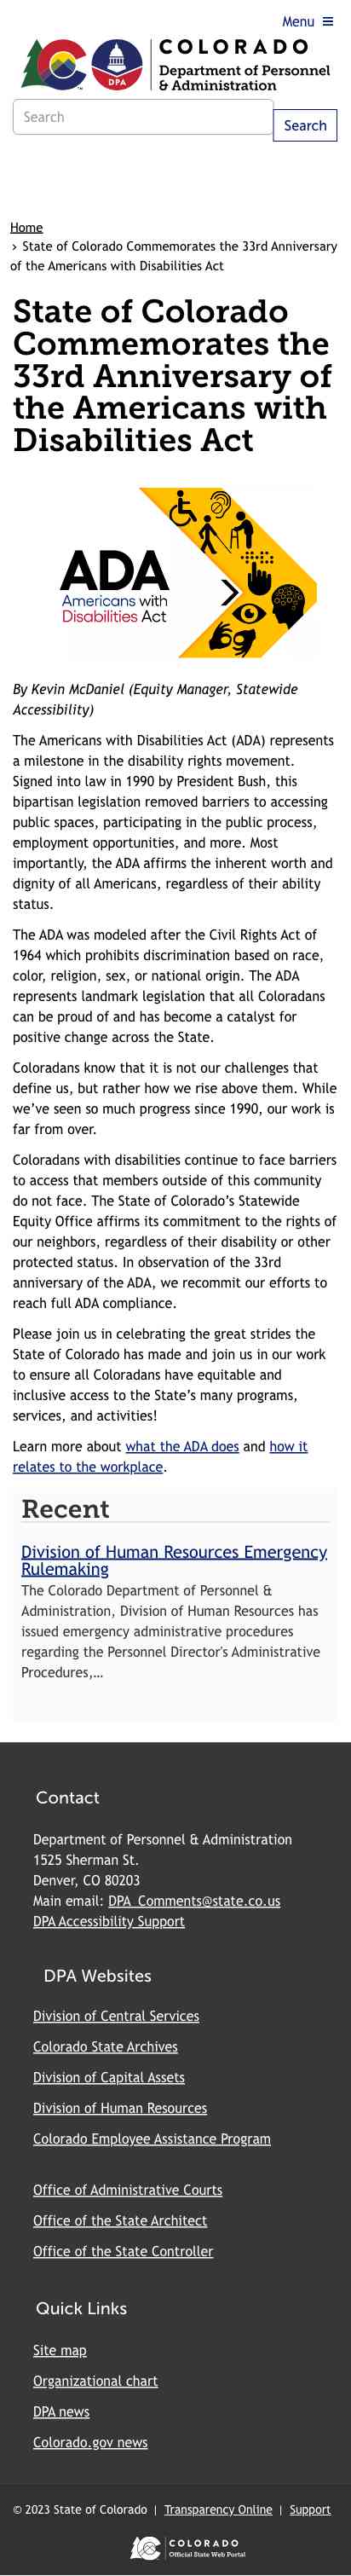 Menu
COLORADO
Department of Personnel
& Administration
DPA
Search
Search
Home
› State of Colorado Commemorates the 33rd Anniversary
of the Americans with Disabilities Act
State of Colorado
Commemorates the
33rd Anniversary of
the Americans with
Disabilities Act
ADA
Americans with
Disabilities Act
By Kevin McDaniel (Equity Manager, Statewide
Accessibility)
The Americans with Disabilities Act (ADA) represents
a milestone in the disability rights movement.
Signed into law in 1990 by President Bush, this
bipartisan legislation removed barriers to accessing
public spaces, participating in the public process,
employment opportunities, and more. Most
importantly, the ADA affirms the inherent worth and
dignity of all Americans, regardless of their ability
status.
The ADA was modeled after the Civil Rights Act of
1964 which prohibits discrimination based on race,
color, religion, sex, or national origin. The ADA
represents landmark legislation that all Coloradans
can be proud of and has become a catalyst for
positive change across the State.
Coloradans know that it is not our challenges that
define us, but rather how we rise above them. While
we’ve seen so much progress since 1990, our work is
far from over.
Coloradans with disabilities continue to face barriers
to access that members outside of this community
do not face. The State of Colorado’s Statewide
Equity Office affirms its commitment to the rights of
our neighbors, regardless of their disability or other
protected status. In observation of the 33rd
anniversary of the ADA, we recommit our efforts to
reach full ADA compliance.
Please join us in celebrating the great strides the
State of Colorado has made and join us in our work
to ensure all Coloradans have equitable and
inclusive access to the State’s many programs,
services, and activities!
Learn more about what the ADA does and how it
relates to the workplace.
Recent
Division of Human Resources Emergency
Rulemaking
The Colorado Department of Personnel &
Administration, Division of Human Resources has
issued emergency administrative procedures
regarding the Personnel Director's Administrative
Procedures,…
Contact
Department of Personnel & Administration
1525 Sherman St.
Denver, CO 80203
Main email: DPA_Comments@state.co.us
DPA Accessibility Support
DPA Websites
Division of Central Services
Colorado State Archives
Division of Capital Assets
Division of Human Resources
Colorado Employee Assistance Program
Office of Administrative Courts
Office of the State Architect
Office of the State Controller
Quick Links
Site map
Organizational chart
DPA news
Colorado.gov news
© 2023 State of Colorado | Transparency Online | Support
COLORADO
Official State Web Portal